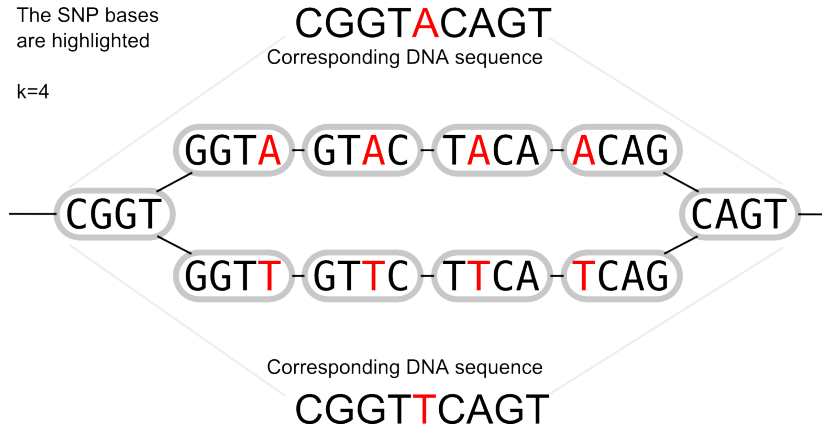 The SNP bases
are highlighted
k=4
CGGTACAGT
Corresponding DNA sequence
GGTA GTAC TACA ACAG
CGGT CAGT
GGTT GTTC TTCA TCAG
Corresponding DNA sequence
CGGTTCAGT